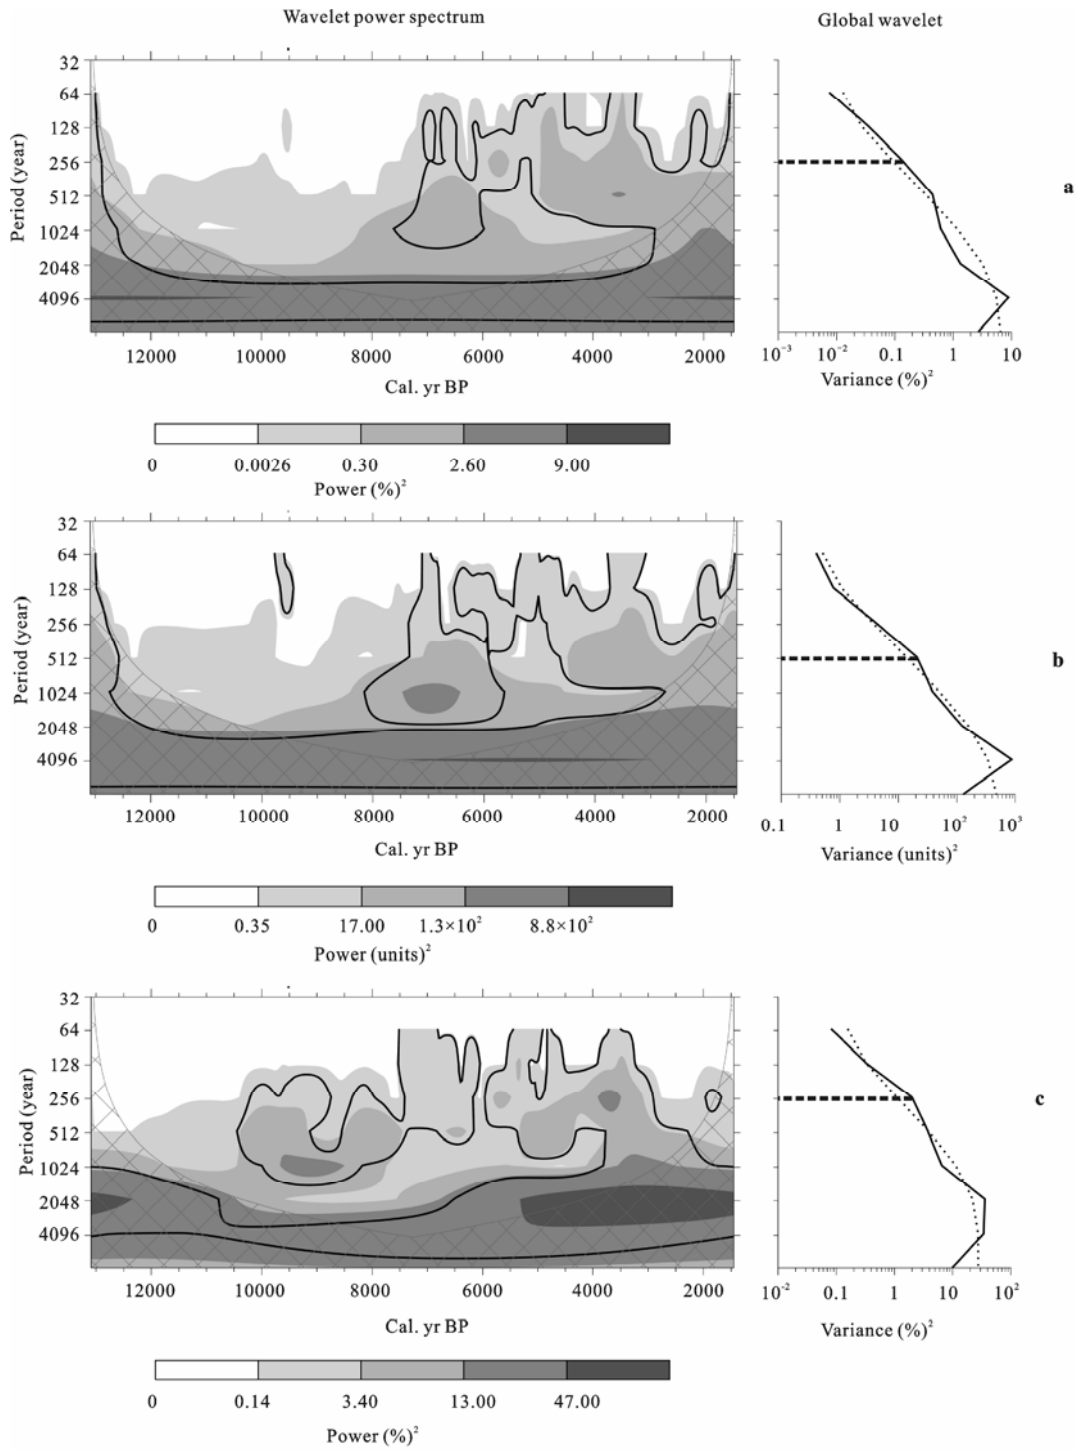 Wavelet power spectrum
Global wavelet
32
64
128
256
512
1024
2048
4096
Period (year)
12000 10000 8000 6000 4000 2000
Cal. yr BP
10⁻³ 10⁻² 0.1 1 10
Variance (%)²
a
0 0.0026 0.30 2.60 9.00
Power (%)²
32
64
128
256
512
1024
2048
4096
Period (year)
12000 10000 8000 6000 4000 2000
Cal. yr BP
0.1 1 10 10² 10³
Variance (units)²
b
0 0.35 17.00 1.3×10² 8.8×10²
Power (units)²
32
64
128
256
512
1024
2048
4096
Period (year)
12000 10000 8000 6000 4000 2000
Cal. yr BP
10⁻² 0.1 1 10 10²
Variance (%)²
c
0 0.14 3.40 13.00 47.00
Power (%)²